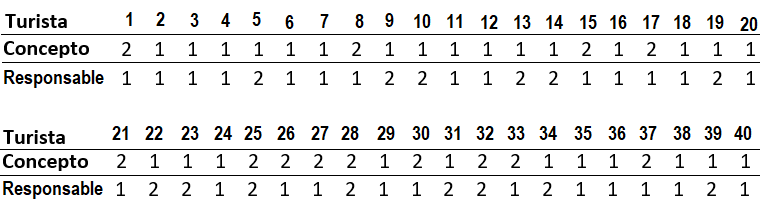 Turista 1 2 3 4 5 6 7 8 9 10 11 12 13 14 15 16 17 18 19 20
Concepto 2 1 1 1 1 1 1 2 1 1 1 1 1 1 2 1 2 1 1 1
Responsable 1 1 1 1 2 1 1 1 2 2 1 1 2 2 1 1 1 1 2 1
Turista 21 22 23 24 25 26 27 28 29 30 31 32 33 34 35 36 37 38 39 40
Concepto 2 1 1 1 2 2 2 2 1 2 1 2 2 1 1 1 2 1 1 1
Responsable 1 2 2 1 2 1 1 2 1 1 2 2 1 2 1 1 1 1 2 1